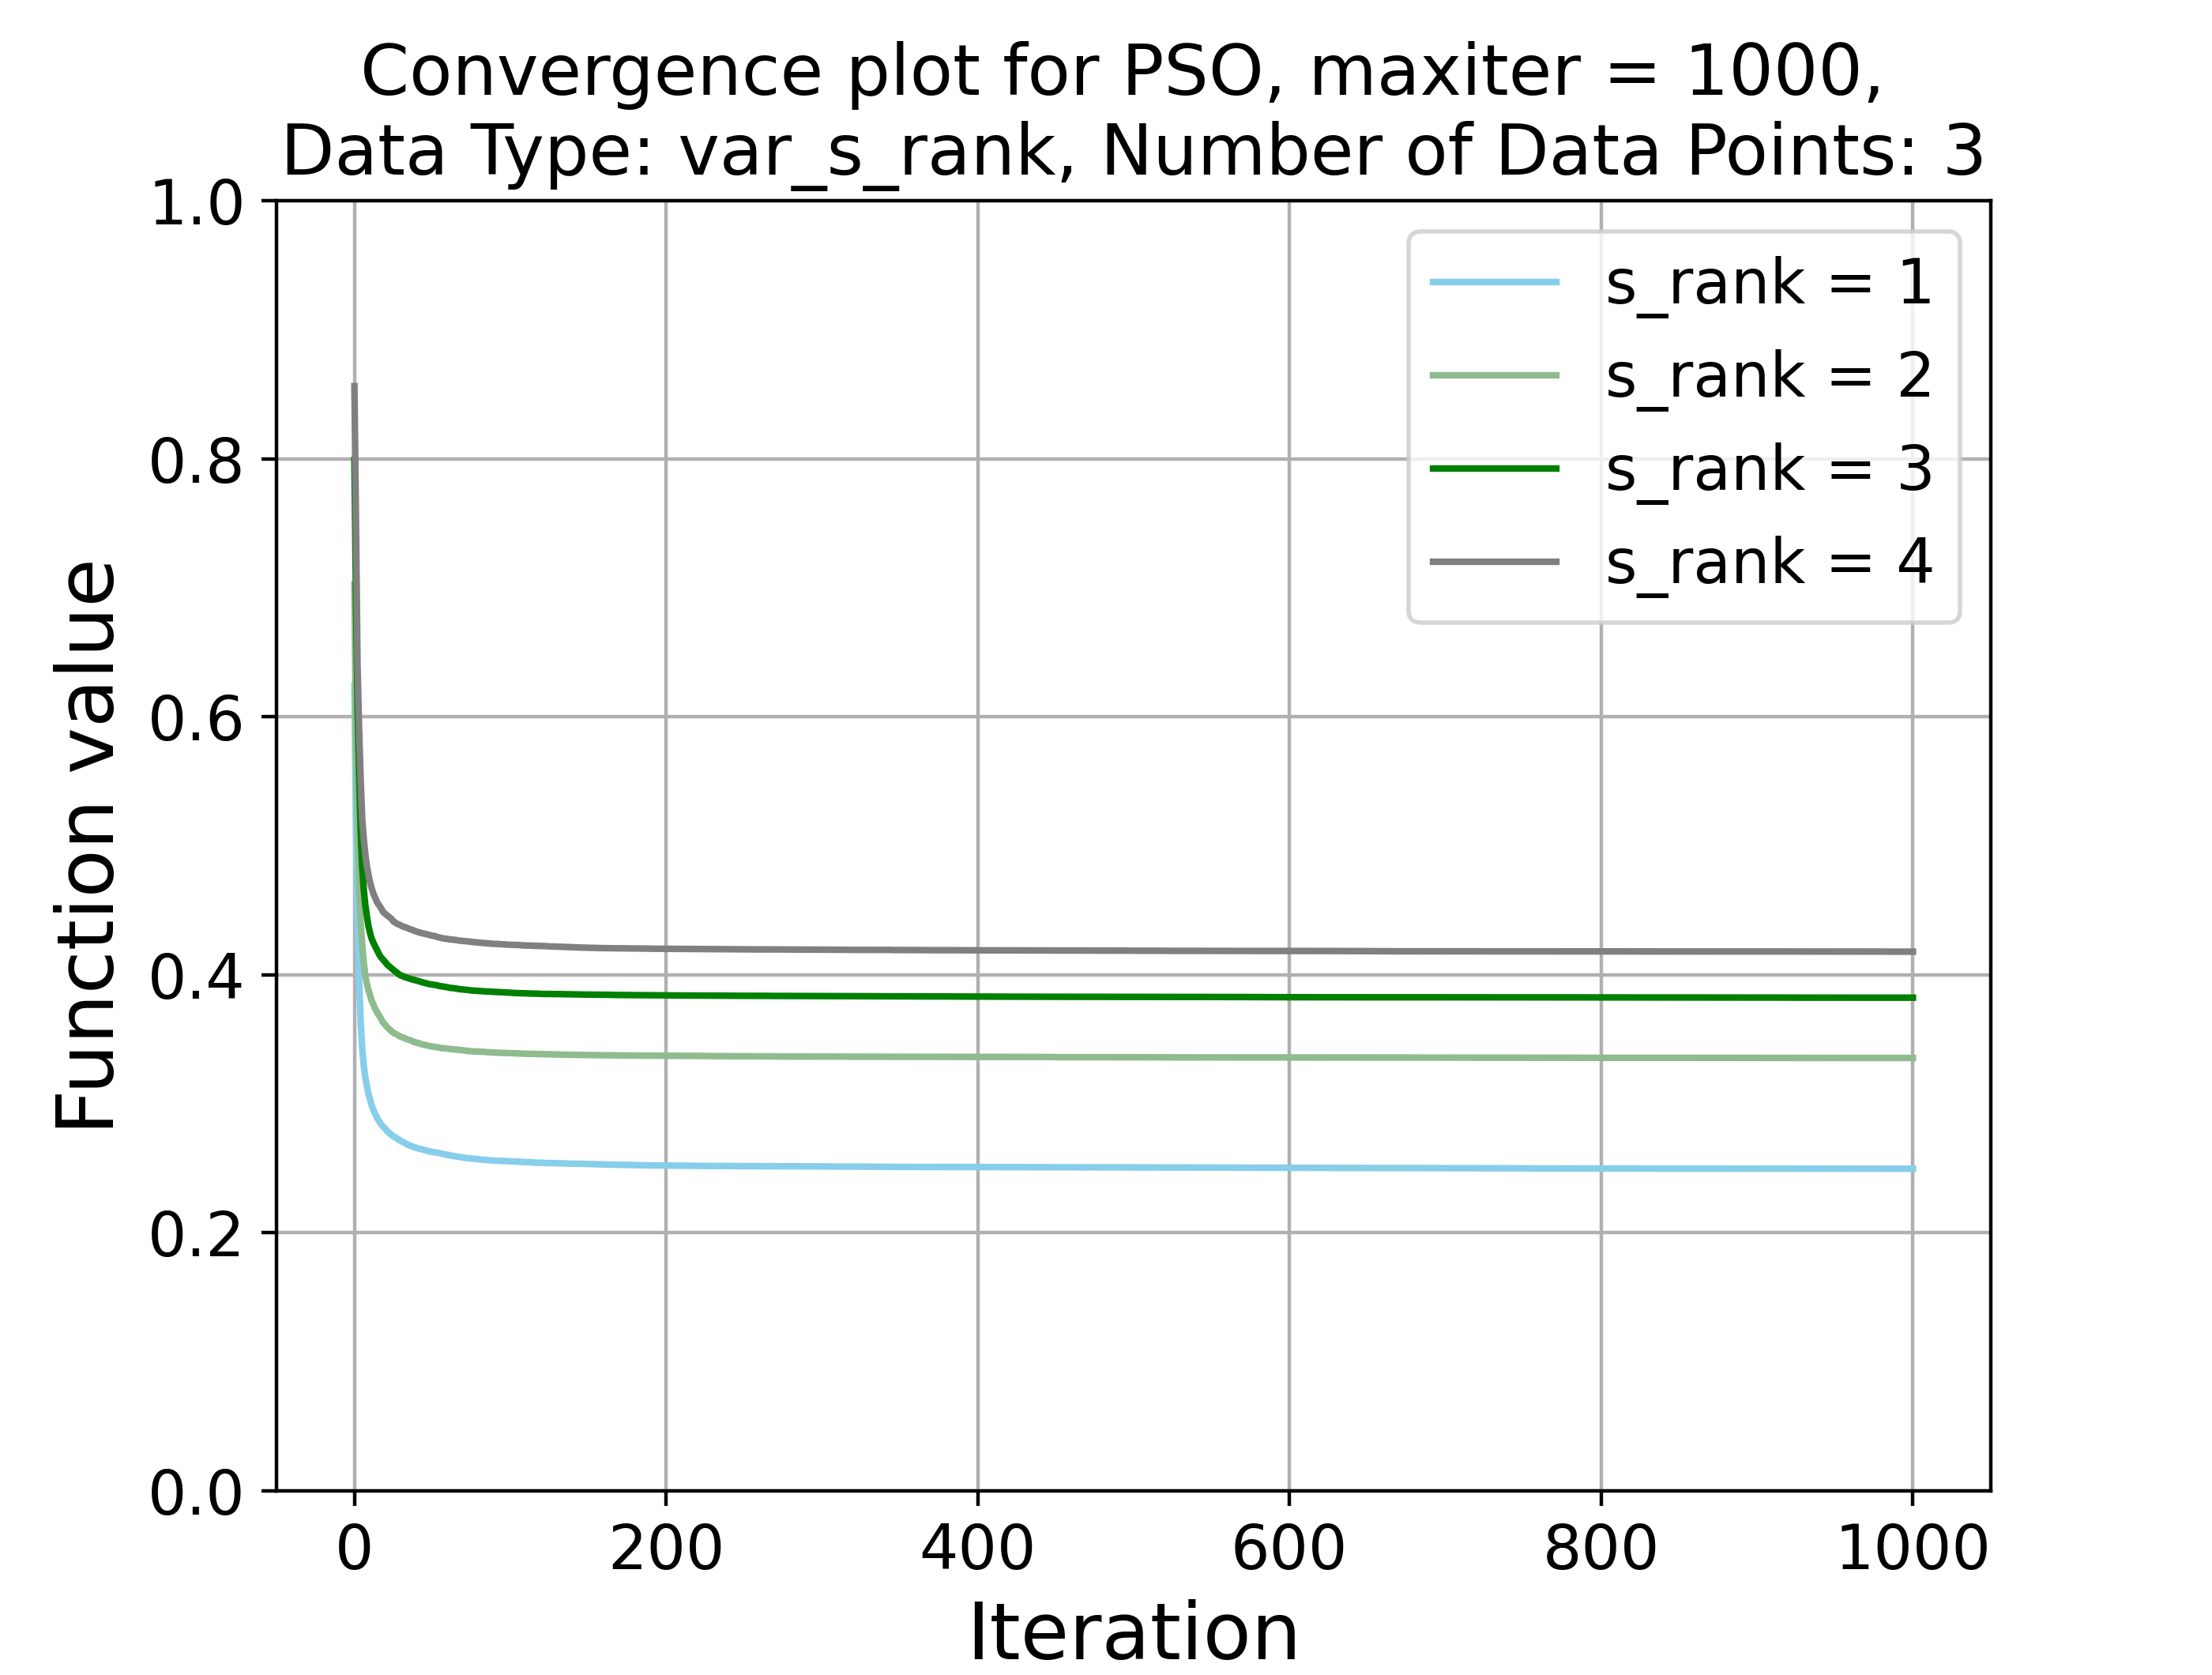 Convergence plot for PSO, maxiter = 1000,
Data Type: var_s_rank, Number of Data Points: 3
1.0
0.8
0.6
0.4
0.2
0.0
Function value
s_rank = 1
s_rank = 2
s_rank = 3
s_rank = 4
0 200 400 600 800 1000
Iteration